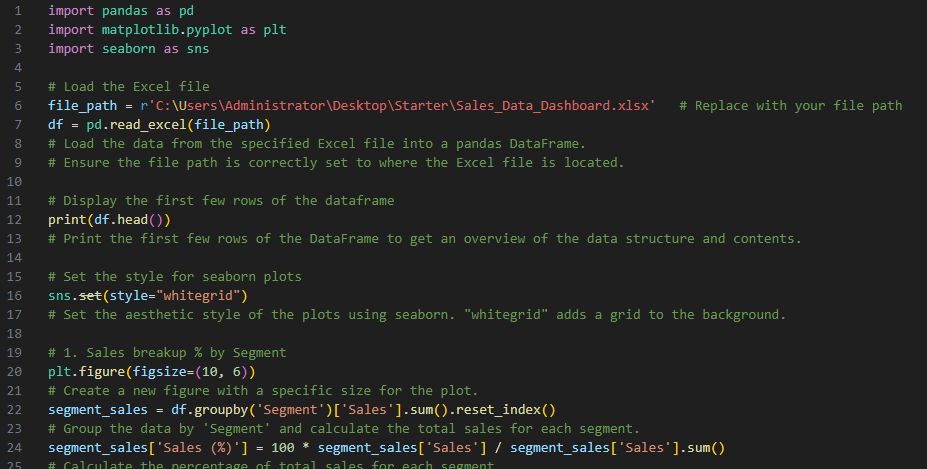 1 import pandas as pd
2 import matplotlib.pyplot as plt
3 import seaborn as sns
4
5 # Load the Excel file
6 file_path = r'C:\Users\Administrator\Desktop\Starter\Sales_Data_Dashboard.xlsx'   # Replace with your file path
7 df = pd.read_excel(file_path)
8 # Load the data from the specified Excel file into a pandas DataFrame.
9 # Ensure the file path is correctly set to where the Excel file is located.
10
11 # Display the first few rows of the dataframe
12 print(df.head())
13 # Print the first few rows of the DataFrame to get an overview of the data structure and contents.
14
15 # Set the style for seaborn plots
16 sns.set(style="whitegrid")
17 # Set the aesthetic style of the plots using seaborn. "whitegrid" adds a grid to the background.
18
19 # 1. Sales breakup % by Segment
20 plt.figure(figsize=(10, 6))
21 # Create a new figure with a specific size for the plot.
22 segment_sales = df.groupby('Segment')['Sales'].sum().reset_index()
23 # Group the data by 'Segment' and calculate the total sales for each segment.
24 segment_sales['Sales (%)'] = 100 * segment_sales['Sales'] / segment_sales['Sales'].sum()
25 # Calculate the percentage of total sales for each segment